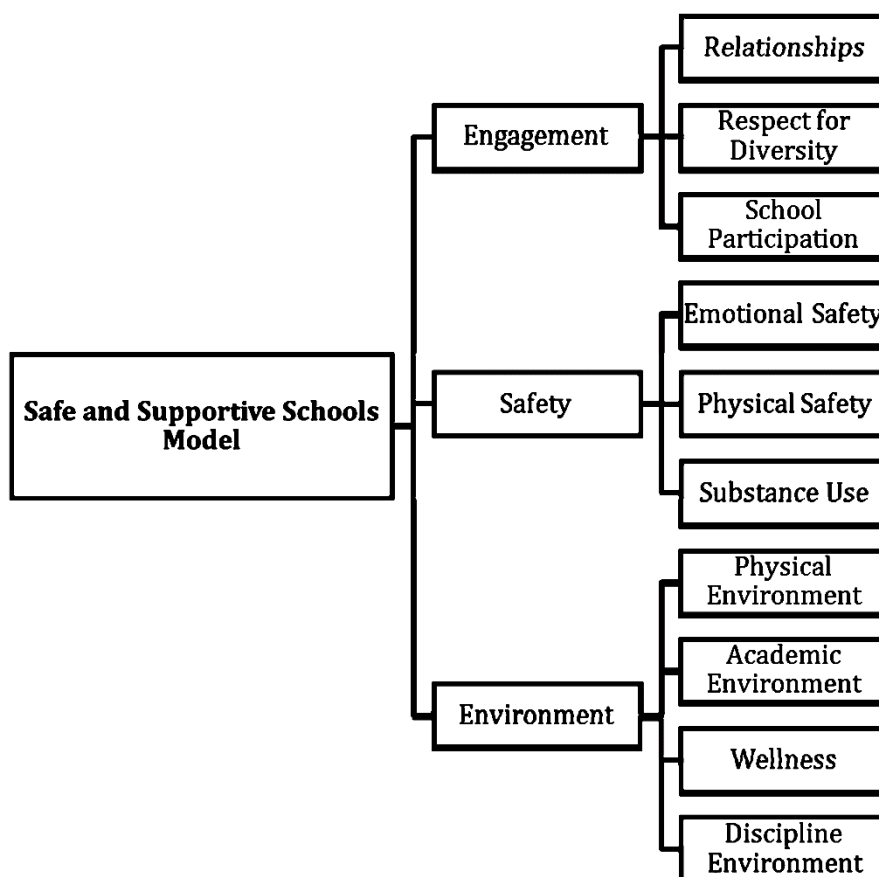 Relationships
Engagement
Respect for
Diversity
School
Participation
Emotional Safety
Safe and Supportive Schools
Model
Safety
Physical Safety
Substance Use
Physical
Environment
Academic
Environment
Environment
Wellness
Discipline
Environment